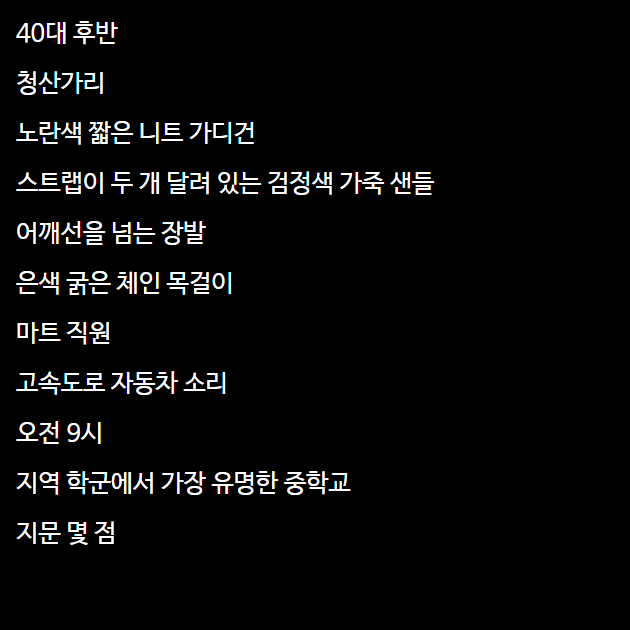 40대 후반
청산가리
노란색 짧은 니트 가디건
스트랩이 두 개 달려 있는 검정색 가죽 샌들
어깨선을 넘는 장발
은색 굵은 체인 목걸이
마트 직원
고속도로 자동차 소리
오전 9시
지역 학군에서 가장 유명한 중학교
지문 몇 점